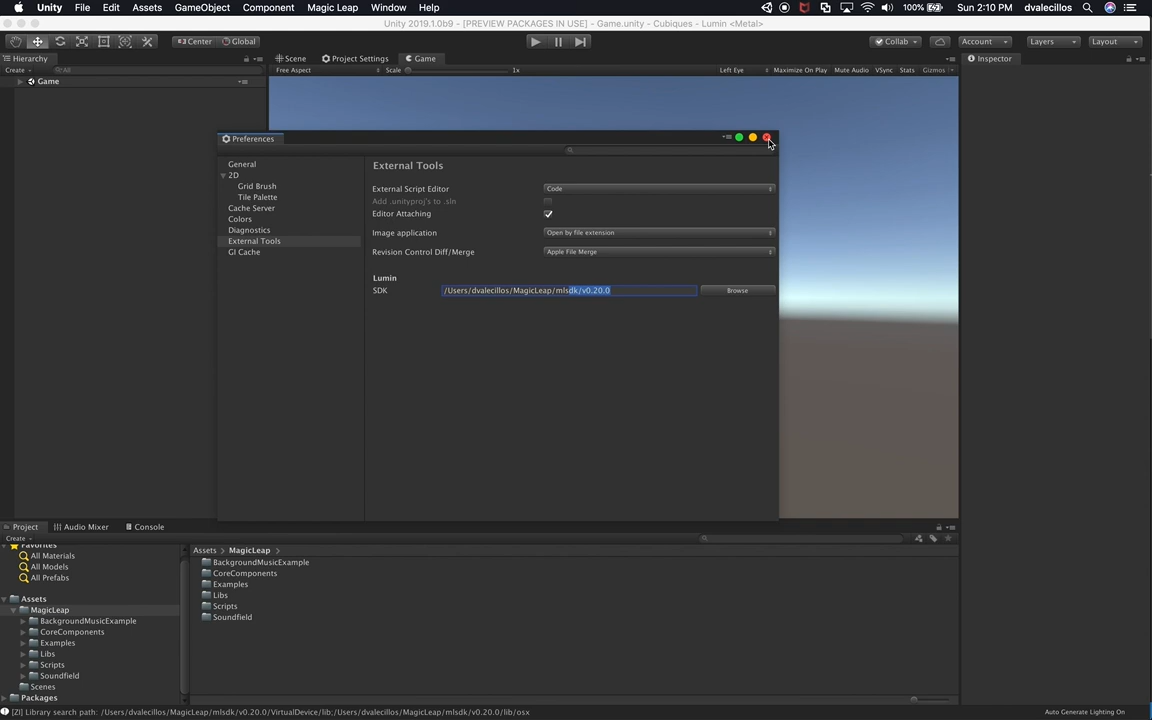 Unity File Edit Assets GameObject Component Magic Leap Window Help 100% Sun 2:10 PM dvalecillos
Unity 2019.1.0b9 - [PREVIEW PACKAGES IN USE] - Game.unity - Cubiques - Lumin <Metal>
Center Global Collab Account Layers Layout
Hierarchy Scene Project Settings Game Inspector
Create All Free Aspect Scale 1x Left Eye Maximize On Play Mute Audio VSync Stats Gizmos
Game
Preferences
General
2D
Grid Brush
Tile Palette
Cache Server
Colors
Diagnostics
External Tools
GI Cache
External Tools
External Script Editor Code
Add .unityproj's to .sln
Editor Attaching
Image application Open by file extension
Revision Control Diff/Merge Apple File Merge
Lumin
SDK /Users/dvalecillos/MagicLeap/mlsdk/v0.20.0 Browse
Project Audio Mixer Console
Create
Favorites
All Materials
All Models
All Prefabs
Assets
MagicLeap
BackgroundMusicExample
CoreComponents
Examples
Libs
Scripts
Soundfield
Scenes
Packages
Assets > MagicLeap >
BackgroundMusicExample
CoreComponents
Examples
Libs
Scripts
Soundfield
[ZI] Library search path: /Users/dvalecillos/MagicLeap/mlsdk/v0.20.0/VirtualDevice/lib;/Users/dvalecillos/MagicLeap/mlsdk/v0.20.0/lib/osx
Auto Generate Lighting On